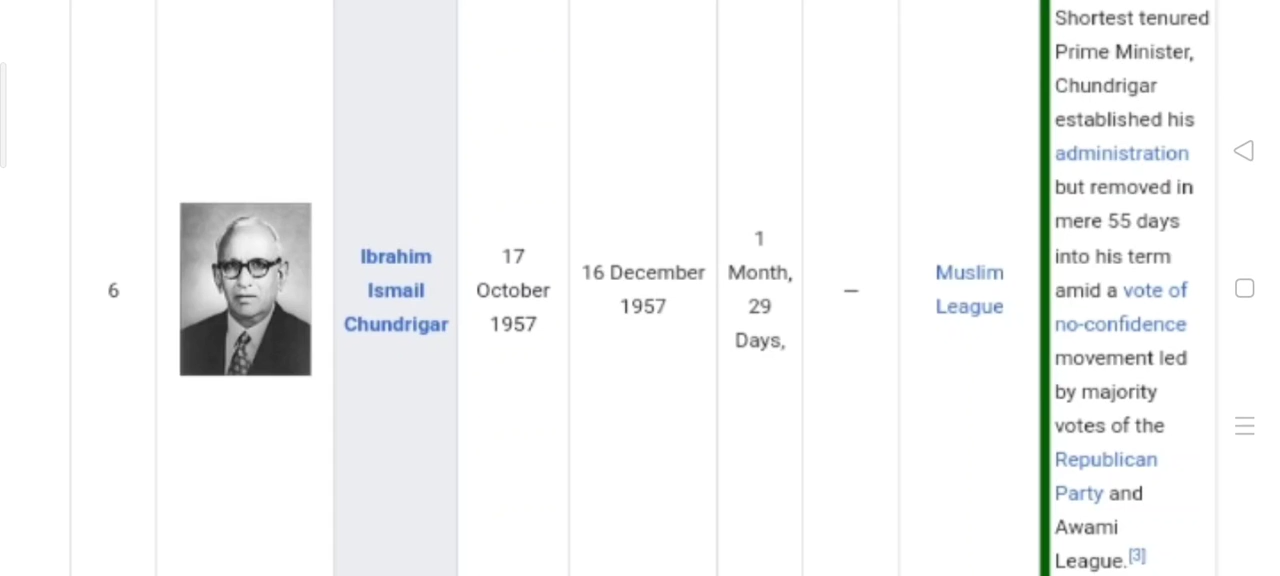 6
Ibrahim
Ismail
Chundrigar
17
October
1957
16 December
1957
1
Month,
29
Days,
–
Muslim
League
Shortest tenured
Prime Minister,
Chundrigar
established his
administration
but removed in
mere 55 days
into his term
amid a vote of
no-confidence
movement led
by majority
votes of the
Republican
Party and
Awami
League.[3]